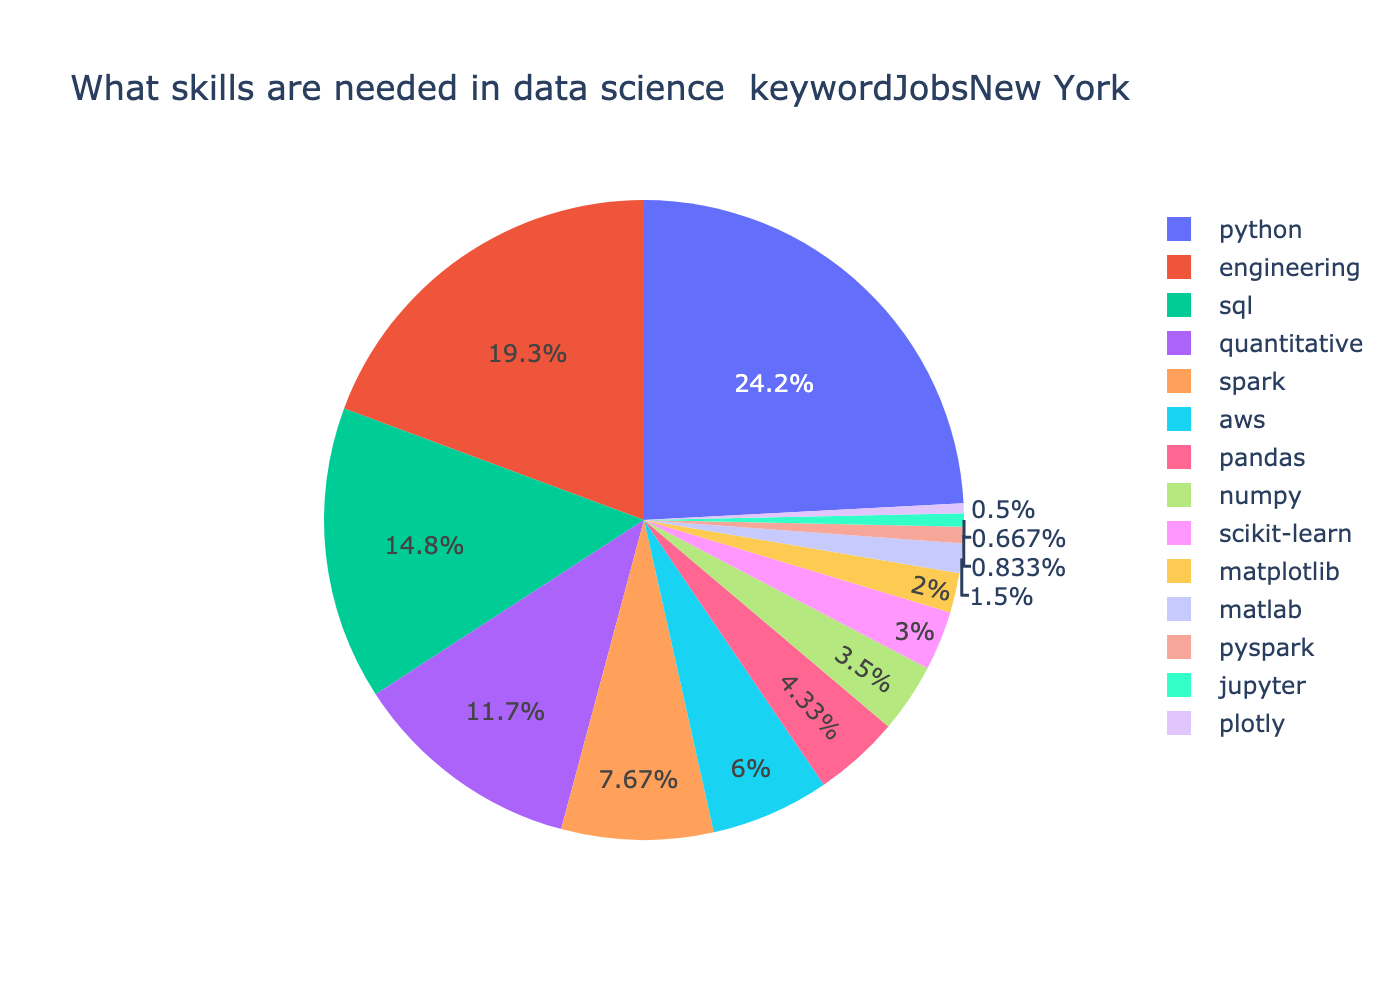 What skills are needed in data science  keywordJobsNew York
python
engineering
sql
quantitative
spark
aws
pandas
numpy
scikit-learn
matplotlib
matlab
pyspark
jupyter
plotly
24.2%
19.3%
14.8%
11.7%
7.67%
6%
4.33%
3.5%
3%
2%
1.5%
0.833%
0.667%
0.5%